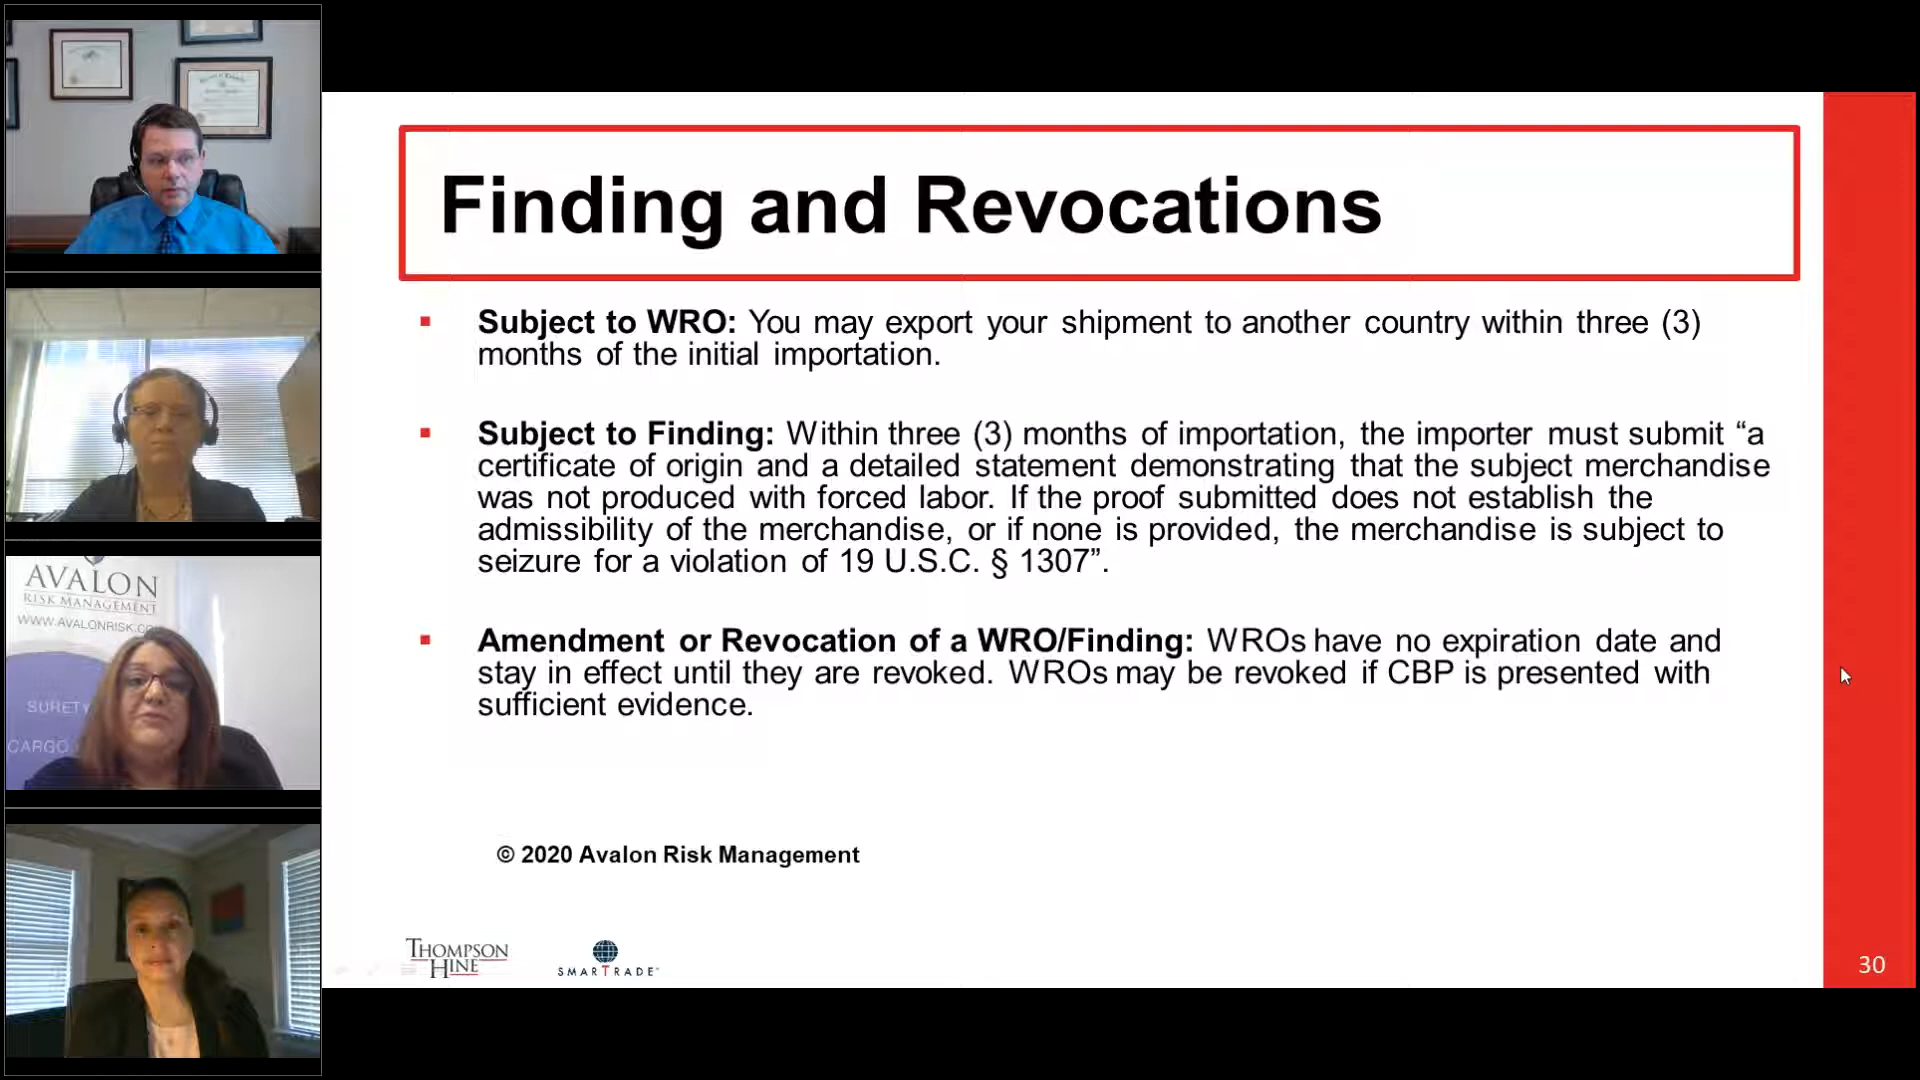 AVALON
RISK MANAGEMENT
WWW.AVALONRISK.CO
SURETY
CARGO
Finding and Revocations
▪ Subject to WRO: You may export your shipment to another country within three (3)
months of the initial importation.
▪ Subject to Finding: Within three (3) months of importation, the importer must submit “a
certificate of origin and a detailed statement demonstrating that the subject merchandise
was not produced with forced labor. If the proof submitted does not establish the
admissibility of the merchandise, or if none is provided, the merchandise is subject to
seizure for a violation of 19 U.S.C. § 1307”.
▪ Amendment or Revocation of a WRO/Finding: WROs have no expiration date and
stay in effect until they are revoked. WROs may be revoked if CBP is presented with
sufficient evidence.
© 2020 Avalon Risk Management
THOMPSON
HINE
SMARTRADE
30